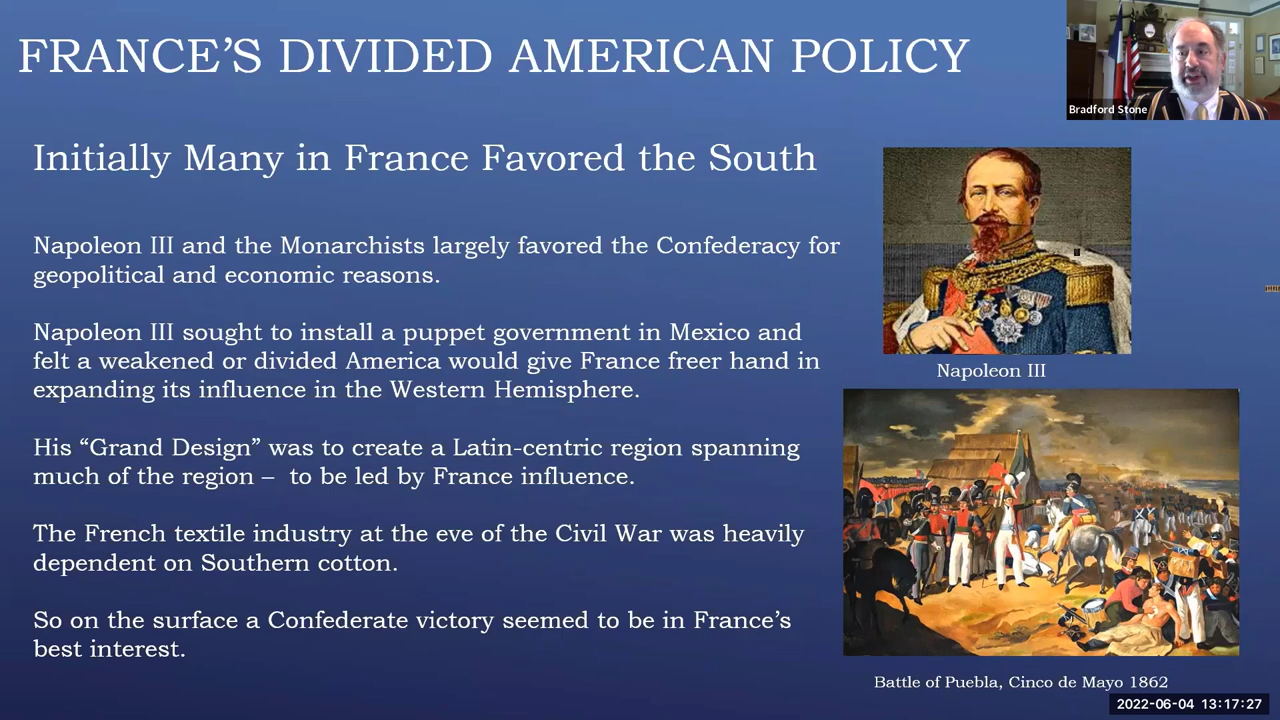 FRANCE’S DIVIDED AMERICAN POLICY
Bradford Stone
Initially Many in France Favored the South
Napoleon III and the Monarchists largely favored the Confederacy for
geopolitical and economic reasons.
Napoleon III sought to install a puppet government in Mexico and
felt a weakened or divided America would give France freer hand in
expanding its influence in the Western Hemisphere.
His “Grand Design” was to create a Latin-centric region spanning
much of the region – to be led by France influence.
The French textile industry at the eve of the Civil War was heavily
dependent on Southern cotton.
So on the surface a Confederate victory seemed to be in France’s
best interest.
Napoleon III
Battle of Puebla, Cinco de Mayo 1862
2022-06-04 13:17:27